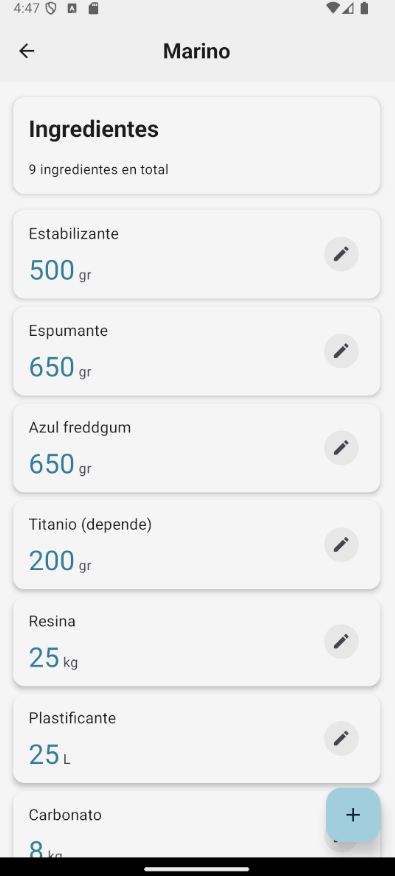 4:47
Marino
Ingredientes
9 ingredientes en total
Estabilizante
500 gr
Espumante
650 gr
Azul freddgum
650 gr
Titanio (depende)
200 gr
Resina
25 kg
Plastificante
25 L
Carbonato
8 kg